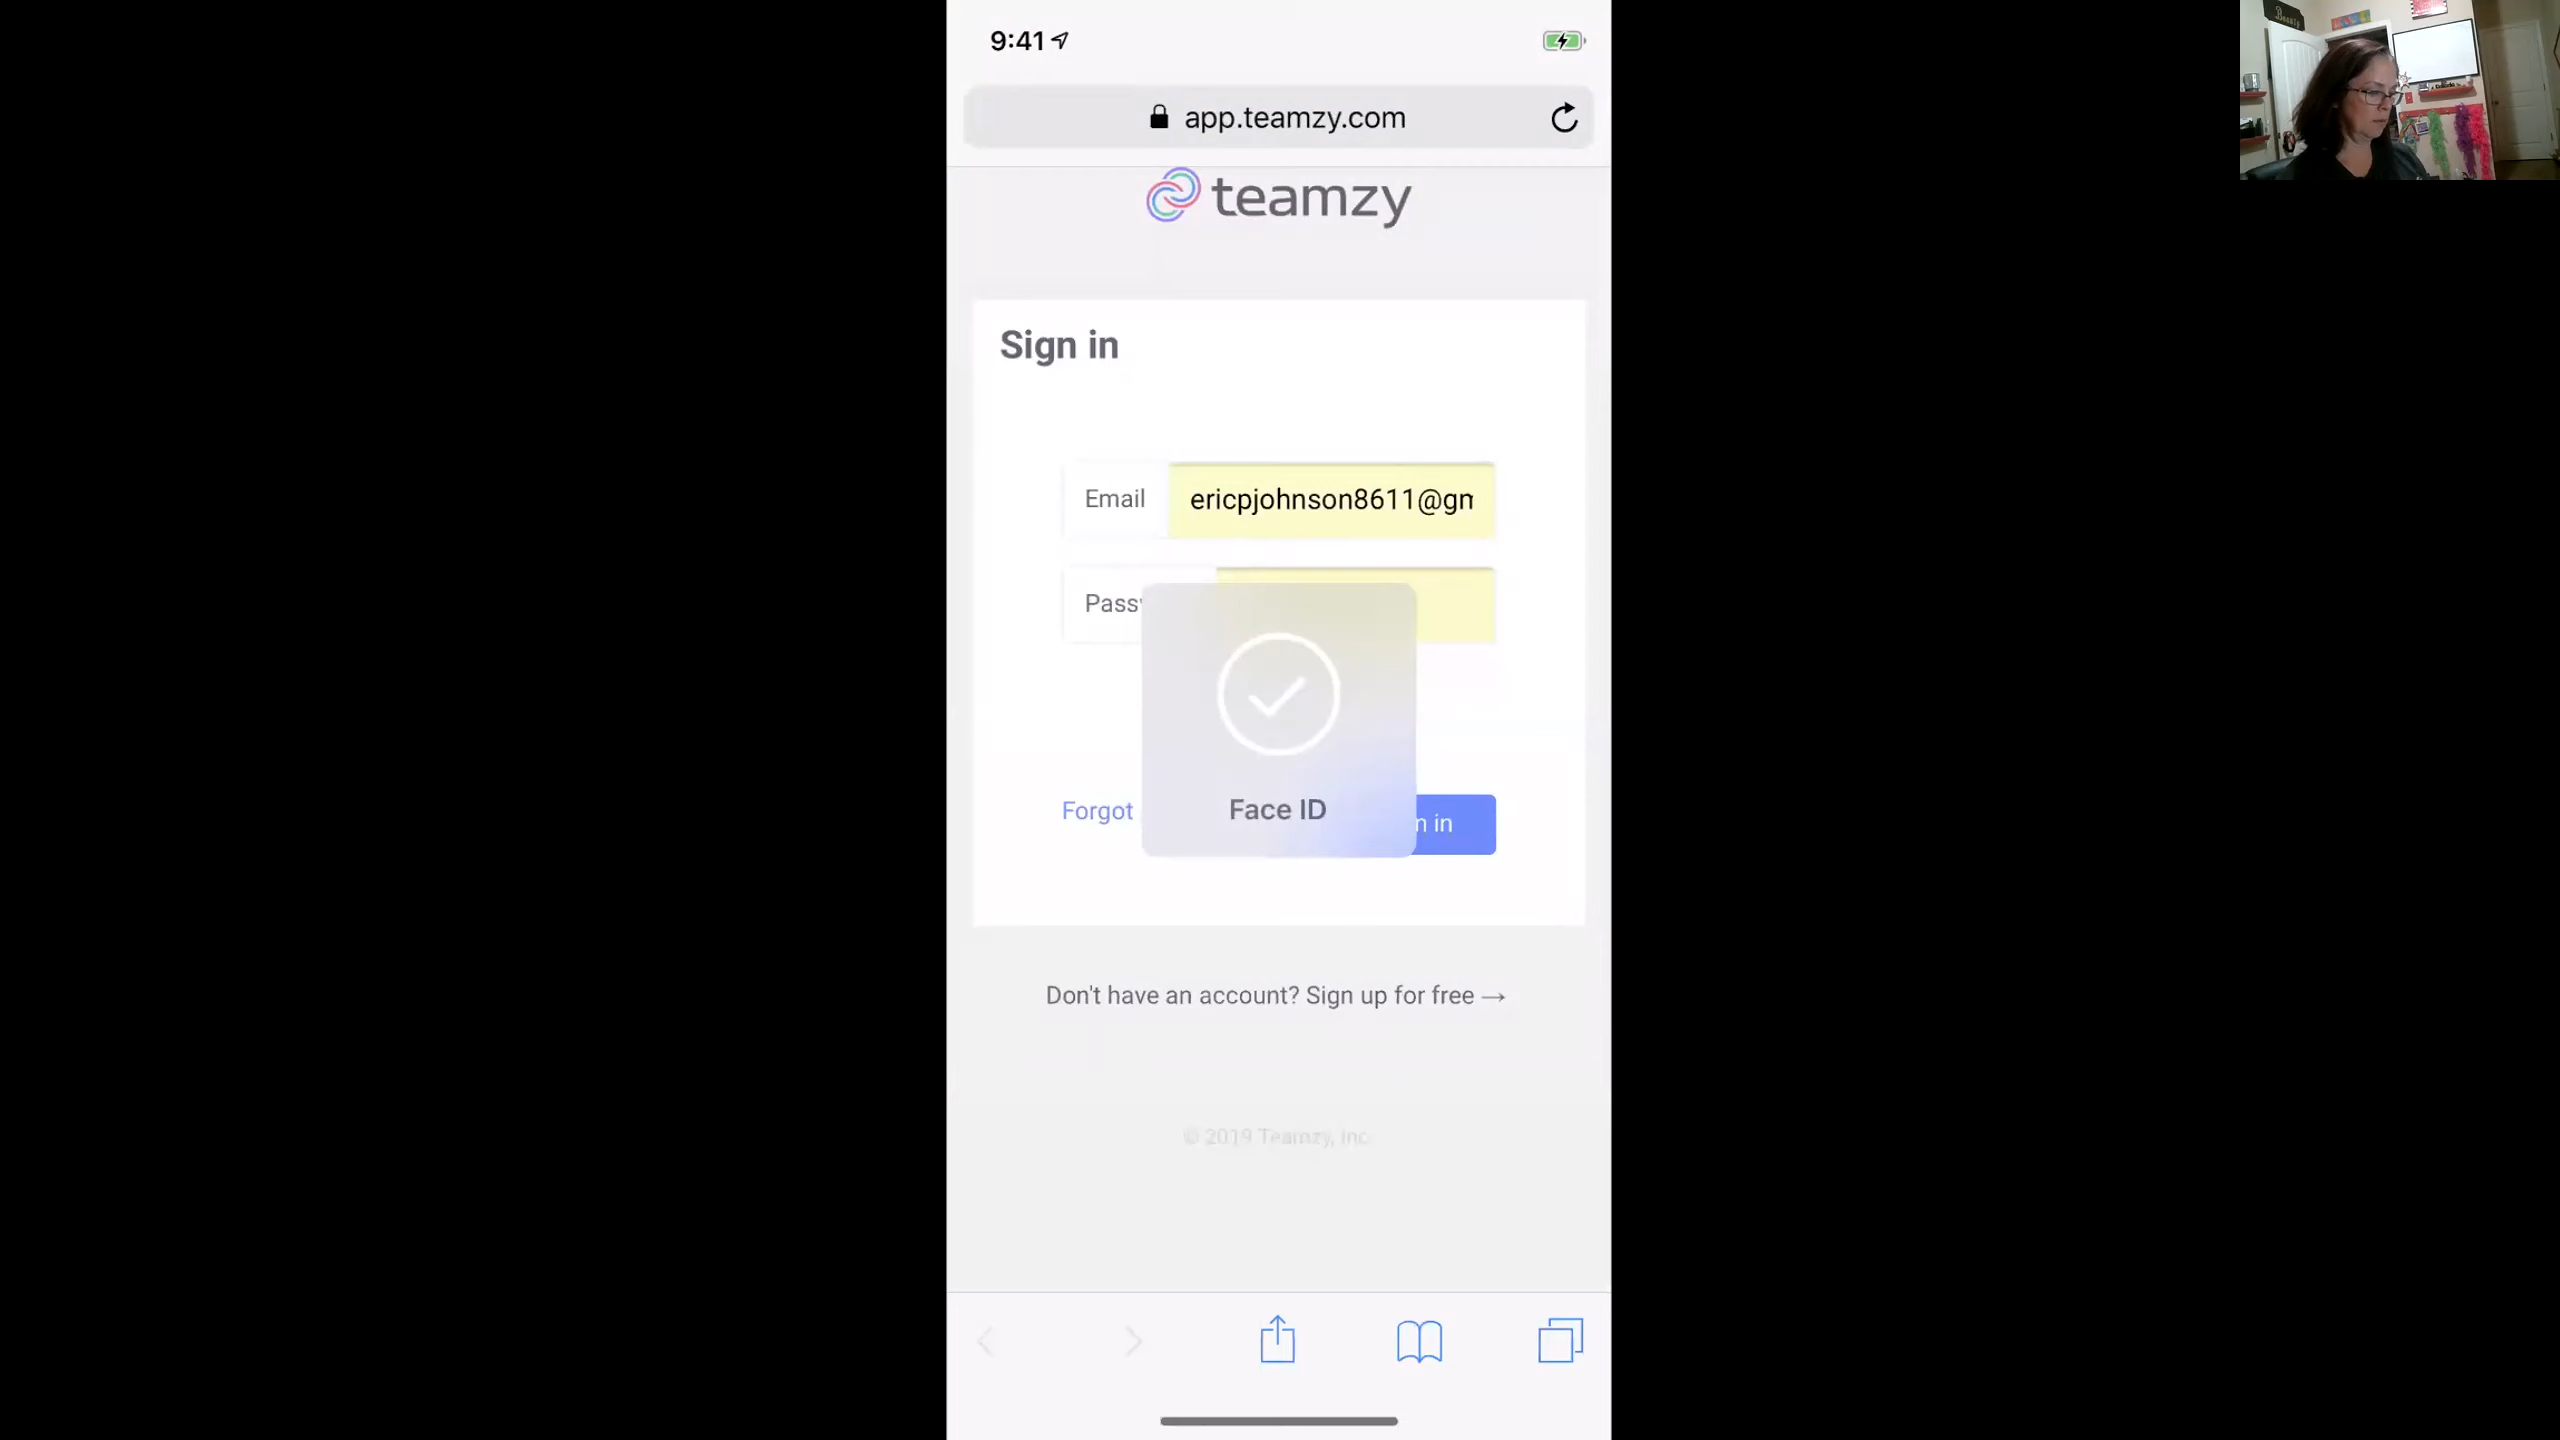 9:41
app.teamzy.com
teamzy
Sign in
Email
ericpjohnson8611@gm
Pass
Face ID
Forgot
n in
Don't have an account? Sign up for free →
© 2019 Teamzy, Inc